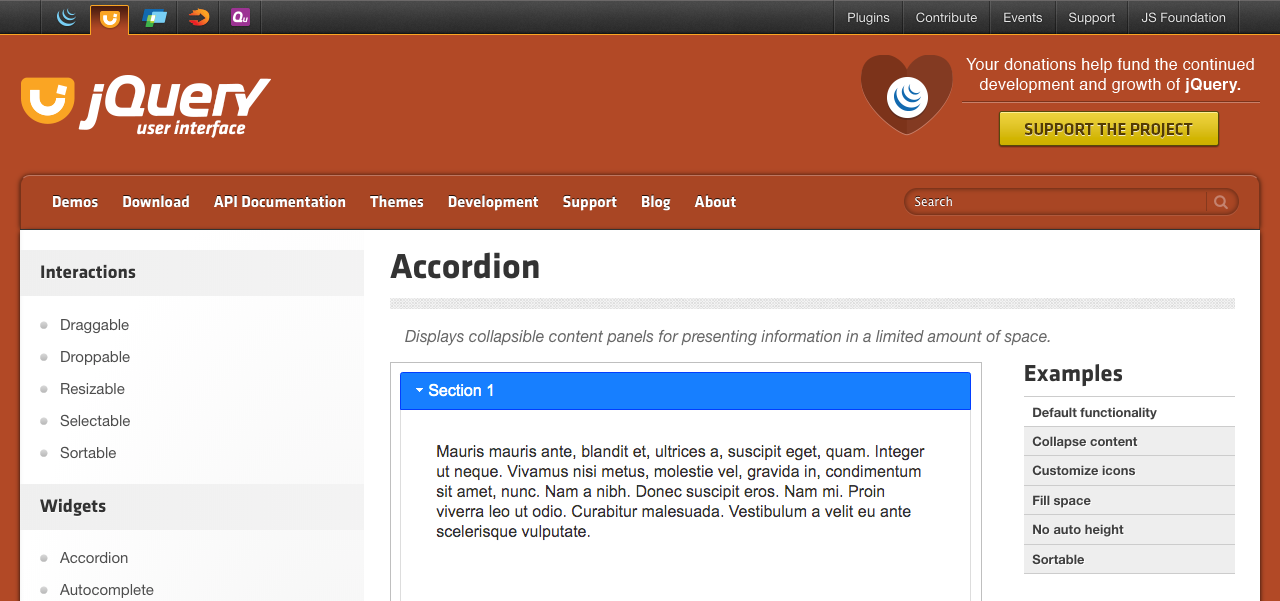 Qu
Plugins
Contribute
Events
Support
JS Foundation
jQuery
user interface
Your donations help fund the continued
development and growth of jQuery.
SUPPORT THE PROJECT
Demos
Download
API Documentation
Themes
Development
Support
Blog
About
Search
Interactions
Draggable
Droppable
Resizable
Selectable
Sortable
Widgets
Accordion
Autocomplete
Accordion
Displays collapsible content panels for presenting information in a limited amount of space.
Section 1
Mauris mauris ante, blandit et, ultrices a, suscipit eget, quam. Integer
ut neque. Vivamus nisi metus, molestie vel, gravida in, condimentum
sit amet, nunc. Nam a nibh. Donec suscipit eros. Nam mi. Proin
viverra leo ut odio. Curabitur malesuada. Vestibulum a velit eu ante
scelerisque vulputate.
Examples
Default functionality
Collapse content
Customize icons
Fill space
No auto height
Sortable